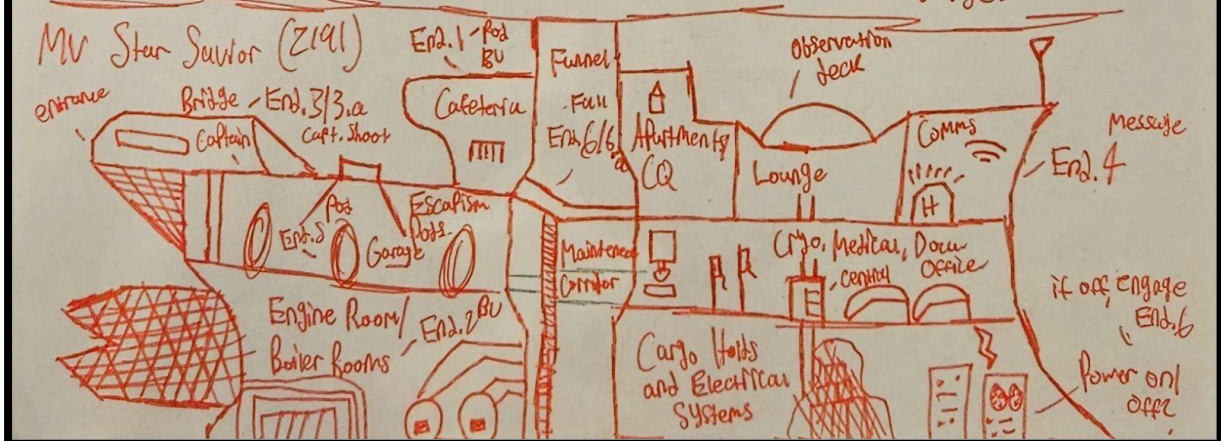 MV Star Savior (2191)
End.1 - Pod
BU
Funnel
Fall
End 6/6.a
Observation
deck
entrance
Bridge - End.3/3.a
Captain
Capt. Shoot
Cafeteria
Apartments
CQ
Lounge
Comms
H
Message
End.4
Pod
End.5
Garage
Escapism
Pods
Maintenence
Corridor
Cryo, Medical, Docu
Office
central
if off, engage
End.6
Engine Room/
Boiler Rooms
End.2 BU
Cargo Holds
and Electrical
Systems
Power on/
off?